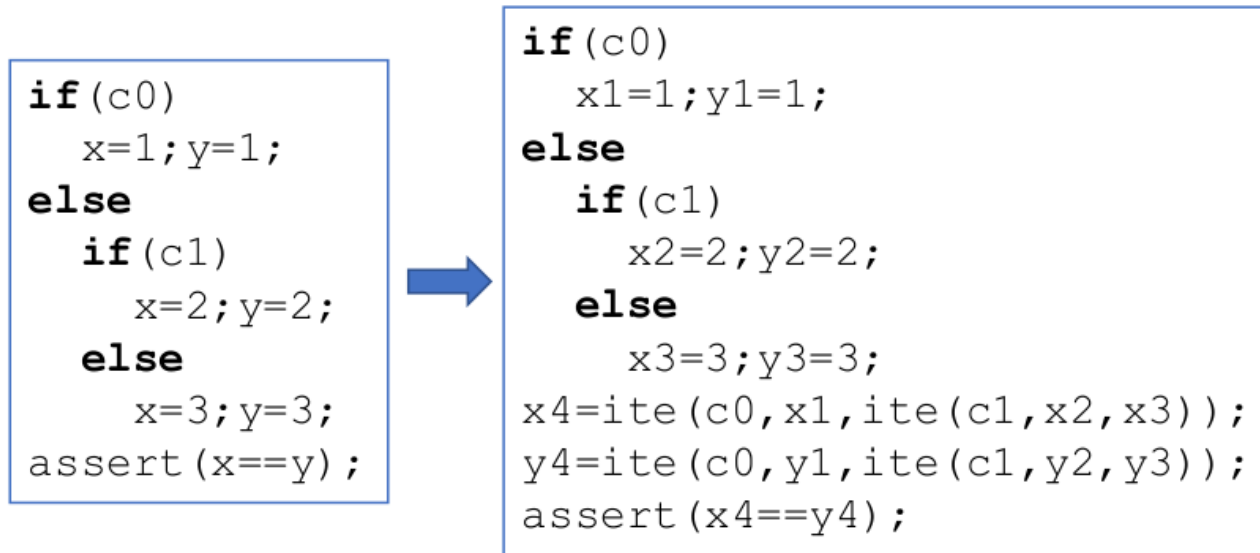 if(c0)
x=1;y=1;
else
if(c1)
x=2;y=2;
else
x=3;y=3;
assert(x==y);
if(c0)
x1=1;y1=1;
else
if(c1)
x2=2;y2=2;
else
x3=3;y3=3;
x4=ite(c0,x1,ite(c1,x2,x3));
y4=ite(c0,y1,ite(c1,y2,y3));
assert(x4==y4);